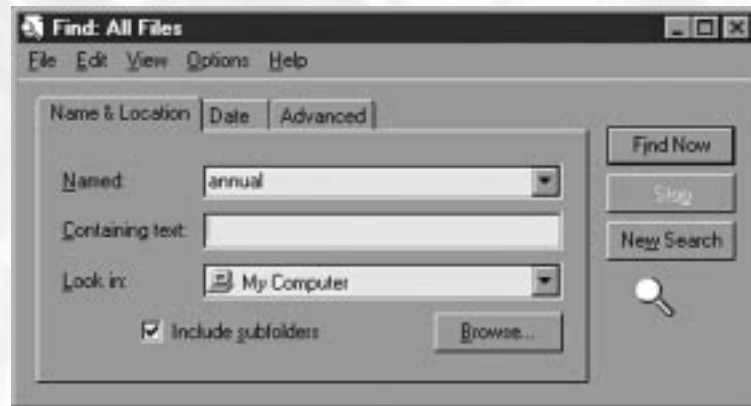 Find: All Files
File Edit View Options Help
Name & Location Date Advanced
Find Now
Named: annual
Stop
Containing text:
New Search
Look in: My Computer
Include subfolders Browse...